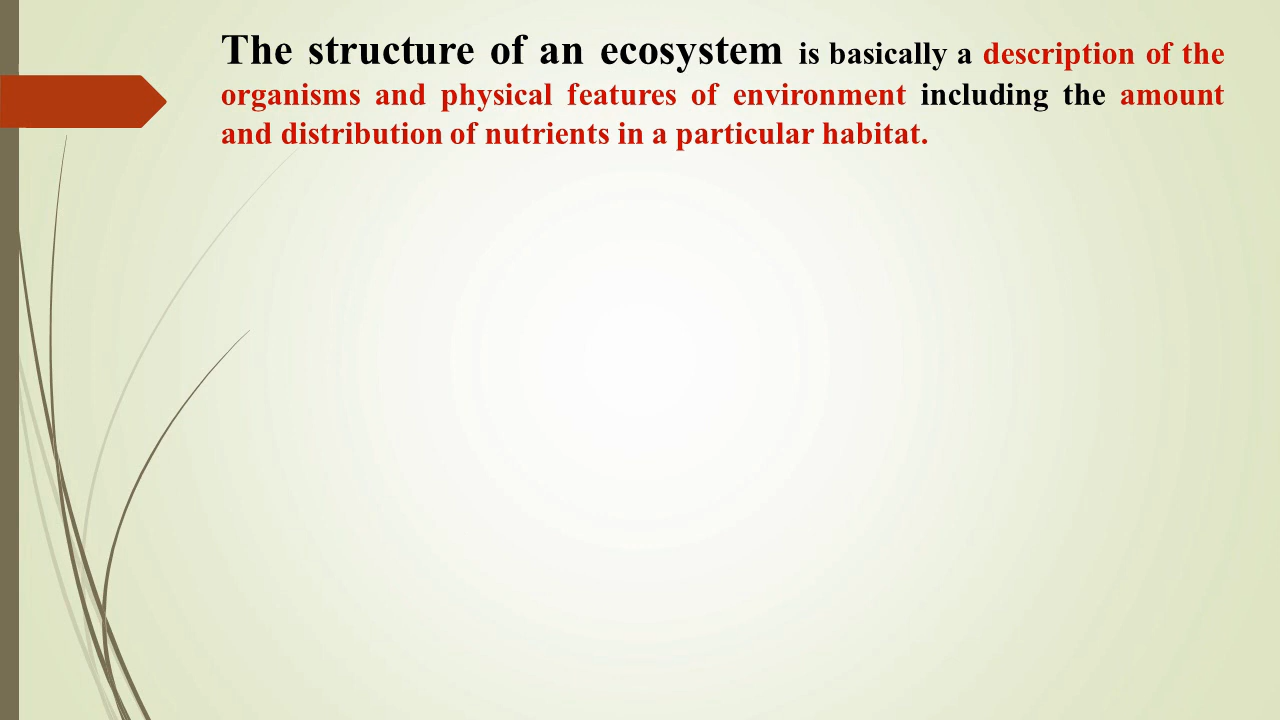 The structure of an ecosystem is basically a description of the
organisms and physical features of environment including the amount
and distribution of nutrients in a particular habitat.